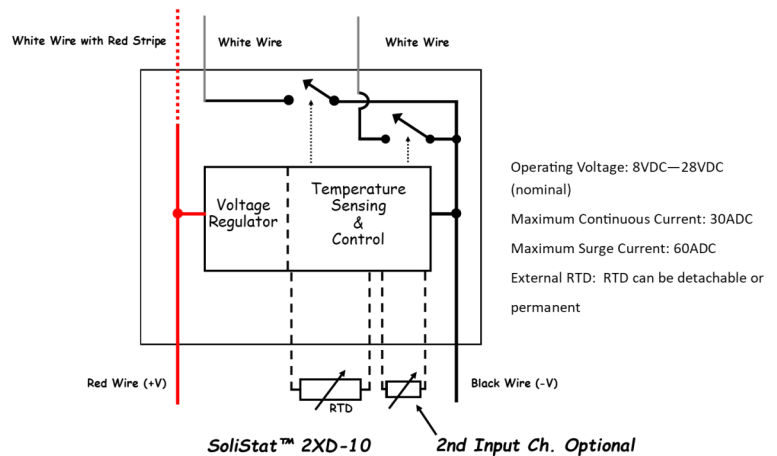 White Wire with Red Stripe
White Wire
White Wire
Voltage
Regulator
Temperature
Sensing
&
Control
Operating Voltage: 8VDC—28VDC
(nominal)
Maximum Continuous Current: 30ADC
Maximum Surge Current: 60ADC
External RTD:  RTD can be detachable or
permanent
Red Wire (+V)
RTD
Black Wire (-V)
SoliStat™ 2XD-10
2nd Input Ch. Optional